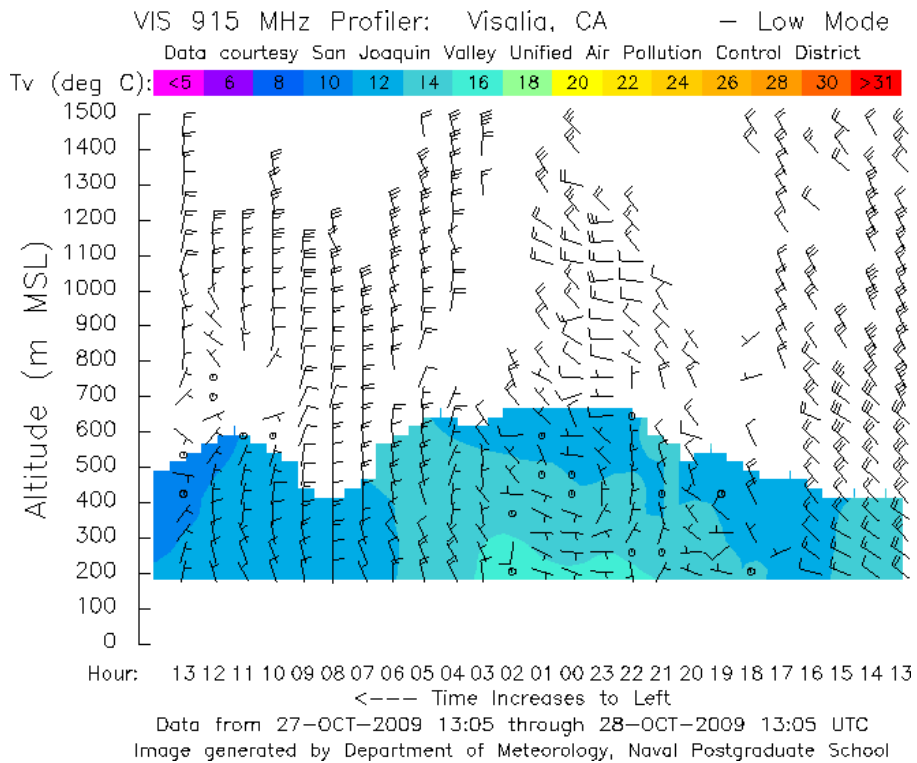 VIS 915 MHz Profiler: Visalia, CA — Low Mode
Data courtesy San Joaquin Valley Unified Air Pollution Control District
Tv (deg C): <5 6 8 10 12 14 16 18 20 22 24 26 28 30 >31
1500
1400
1300
1200
1100
1000
900
800
700
600
500
400
300
200
100
0
Altitude (m MSL)
Hour: 13 12 11 10 09 08 07 06 05 04 03 02 01 00 23 22 21 20 19 18 17 16 15 14 13
<--- Time Increases to Left
Data from 27-OCT-2009 13:05 through 28-OCT-2009 13:05 UTC
Image generated by Department of Meteorology, Naval Postgraduate School